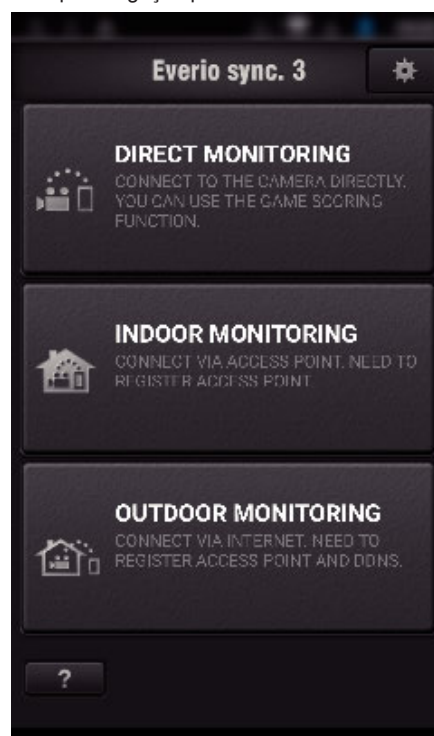 Everio sync. 3
DIRECT MONITORING
CONNECT TO THE CAMERA DIRECTLY.
YOU CAN USE THE GAME SCORING
FUNCTION.
INDOOR MONITORING
CONNECT VIA ACCESS POINT. NEED TO
REGISTER ACCESS POINT.
OUTDOOR MONITORING
CONNECT VIA INTERNET. NEED TO
REGISTER ACCESS POINT AND DDNS.
?